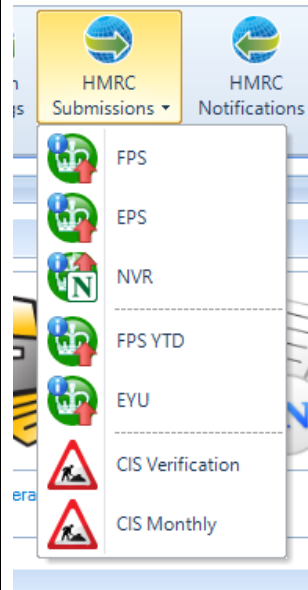 HMRC
Submissions
HMRC
Notifications
FPS
EPS
NVR
N
FPS YTD
EYU
CIS Verification
CIS Monthly